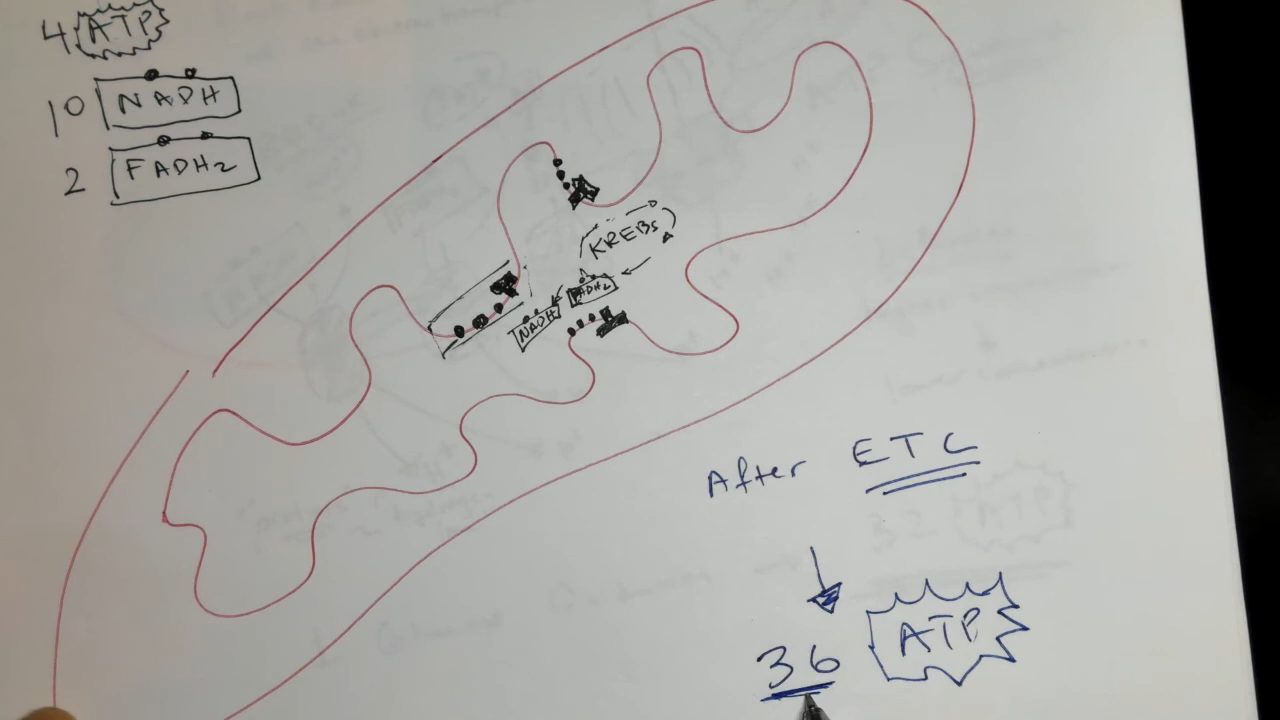 4 ATP
10 NADH
2 FADH2
KREBS
FADH2
NADH
After ETC
36 ATP